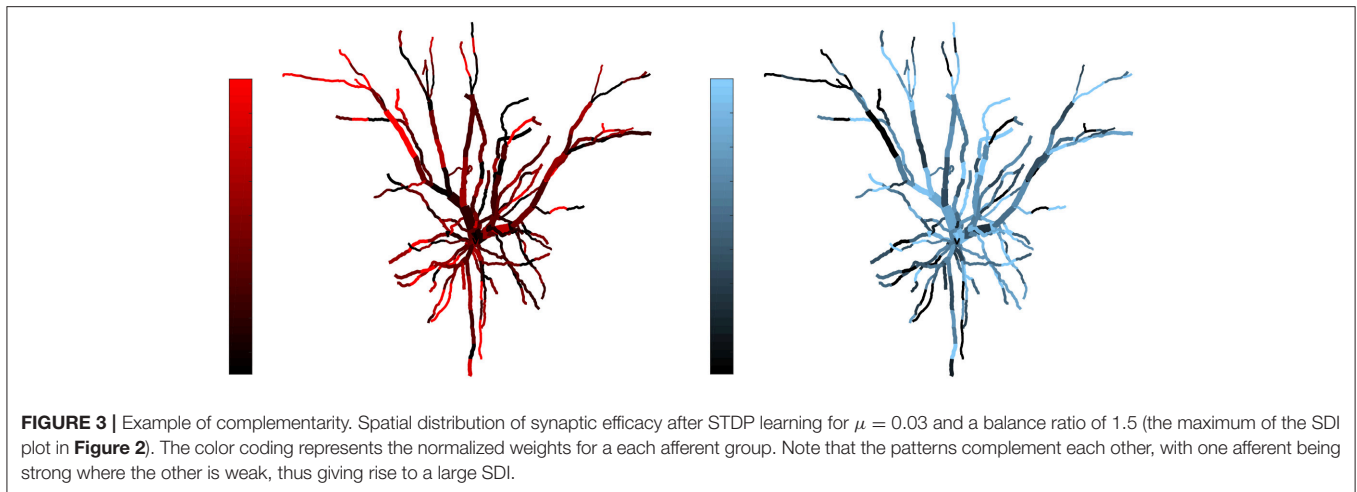 FIGURE 3 | Example of complementarity. Spatial distribution of synaptic efficacy after STDP learning for μ = 0.03 and a balance ratio of 1.5 (the maximum of the SDI
plot in Figure 2). The color coding represents the normalized weights for a each afferent group. Note that the patterns complement each other, with one afferent being
strong where the other is weak, thus giving rise to a large SDI.